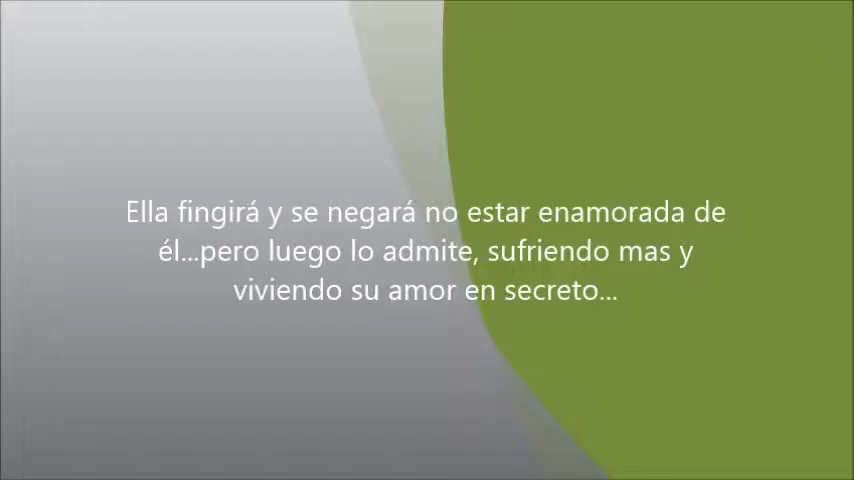 Ella fingirá y se negará no estar enamorada de
él...pero luego lo admite, sufriendo mas y
viviendo su amor en secreto...